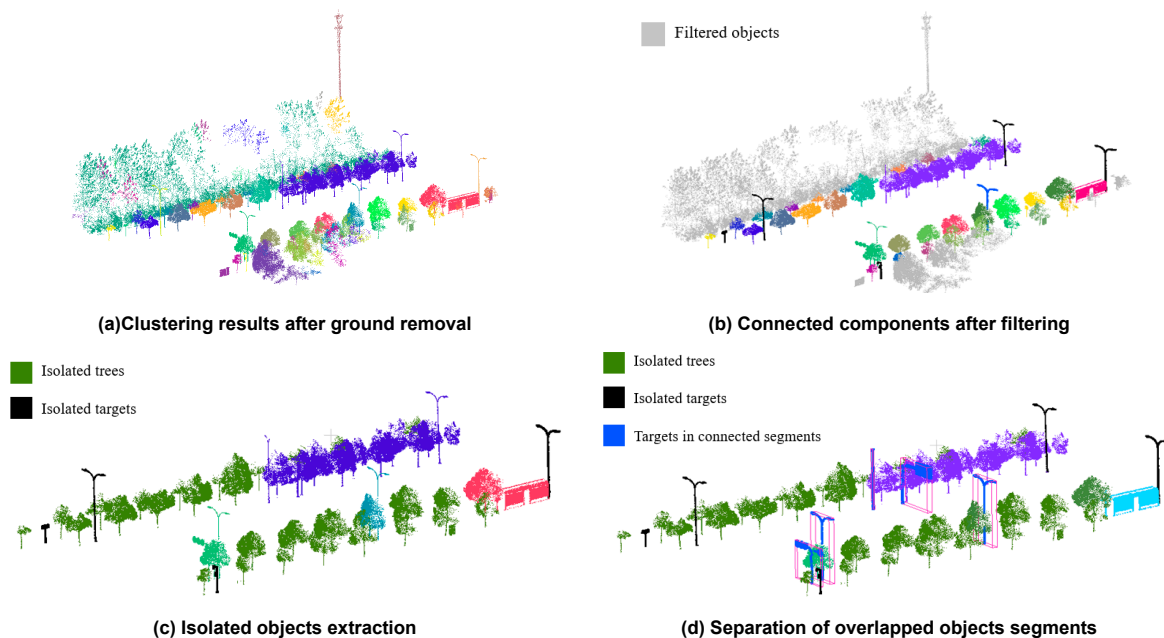 Filtered objects
(a)Clustering results after ground removal
(b) Connected components after filtering
Isolated trees
Isolated targets
(c) Isolated objects extraction
Isolated trees
Isolated targets
Targets in connected segments
(d) Separation of overlapped objects segments